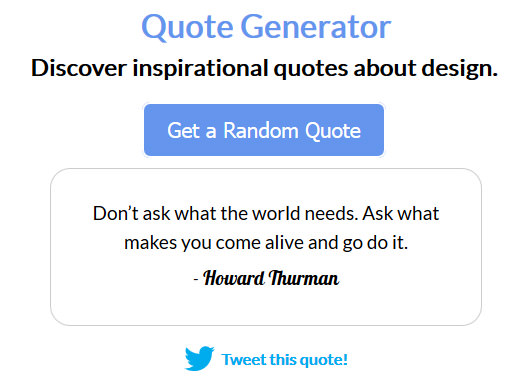 Quote Generator
Discover inspirational quotes about design.
Get a Random Quote
Don’t ask what the world needs. Ask what
makes you come alive and go do it.
- Howard Thurman
Tweet this quote!